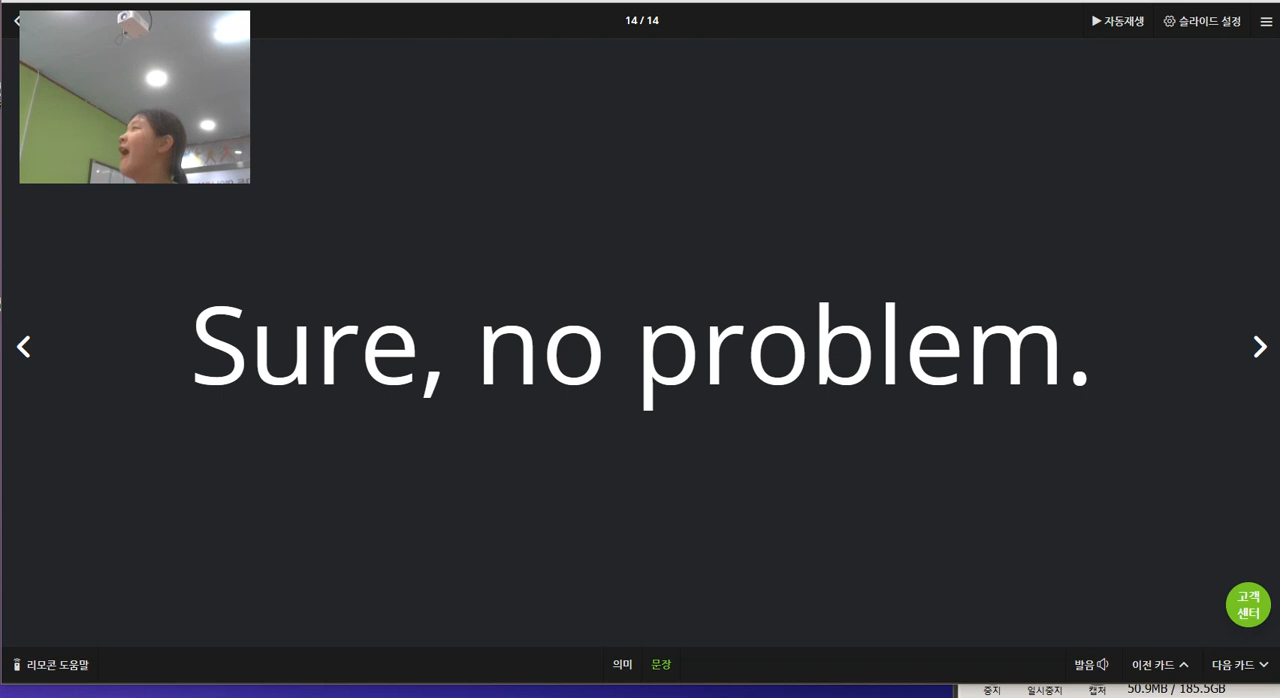 14 / 14
자동재생
슬라이드 설정
Sure, no problem.
고객
센터
리모콘 도움말
의미
문장
발음
이전 카드
다음 카드
중지
일시중지
캡처
50.9MB / 185.5GB